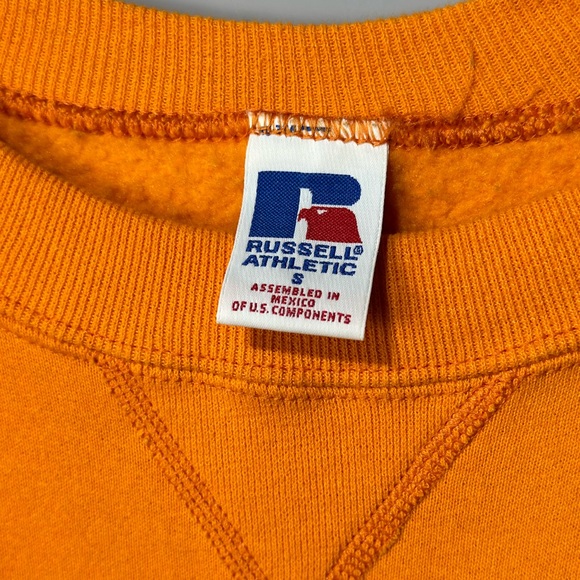 RUSSELL®
ATHLETIC
S
ASSEMBLED IN
MEXICO
OF U.S. COMPONENTS